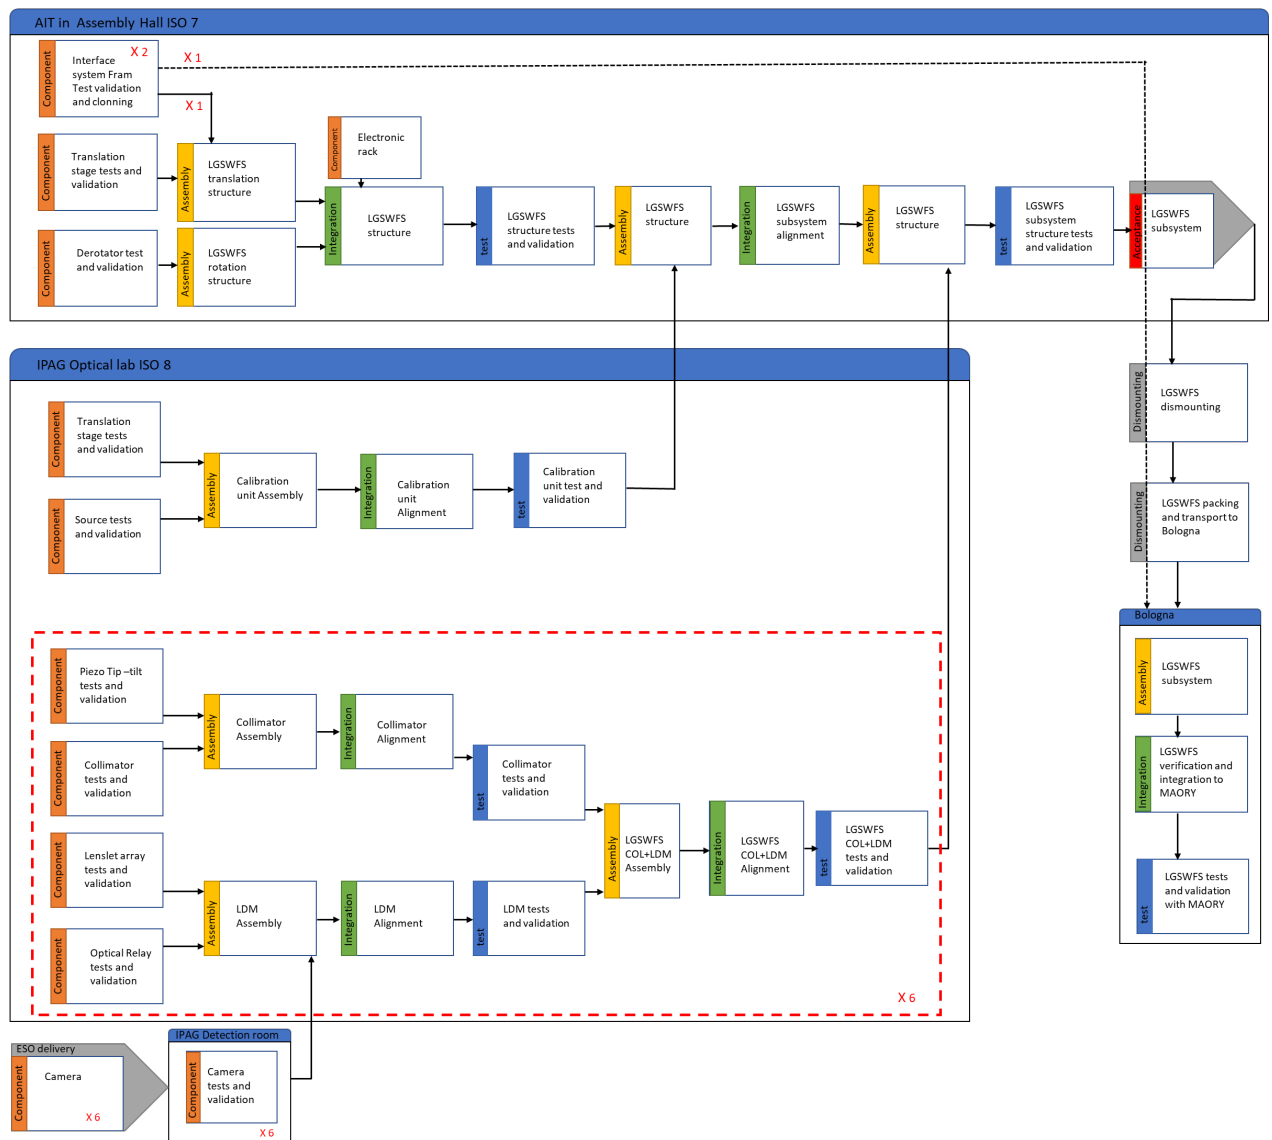 AIT in Assembly Hall ISO 7
Component
X 2
Interface
system Fram
Test validation
and clonning
X 1
X 1
Component
Translation
stage tests and
validation
Assembly
LGSWFS
translation
structure
Component
Electronic
rack
Component
Derotator test
and validation
Assembly
LGSWFS
rotation
structure
Integration
LGSWFS
structure
test
LGSWFS
structure tests
and validation
Assembly
LGSWFS
structure
Integration
LGSWFS
subsystem
alignment
Assembly
LGSWFS
structure
test
LGSWFS
subsystem
structure tests
and validation
Acceptance
LGSWFS
subsystem
Dismounting
LGSWFS
dismounting
Dismounting
LGSWFS packing
and transport to
Bologna
Bologna
Assembly
LGSWFS
subsystem
Integration
LGSWFS
verification and
integration to
MAORY
test
LGSWFS tests
and validation
with MAORY
IPAG Optical lab ISO 8
Component
Translation
stage tests
and validation
Component
Source tests
and validation
Assembly
Calibration
unit Assembly
Integration
Calibration
unit
Alignment
test
Calibration
unit test and
validation
Component
Piezo Tip –tilt
tests and
validation
Component
Collimator
tests and
validation
Assembly
Collimator
Assembly
Integration
Collimator
Alignment
test
Collimator
tests and
validation
Component
Lenslet array
tests and
validation
Component
Optical Relay
tests and
validation
Assembly
LDM
Assembly
Integration
LDM
Alignment
test
LDM tests
and validation
Assembly
LGSWFS
COL+LDM
Assembly
Integration
LGSWFS
COL+LDM
Alignment
test
LGSWFS
COL+LDM
tests and
validation
X 6
ESO delivery
Component
Camera
X 6
IPAG Detection room
Component
Camera
tests and
validation
X 6